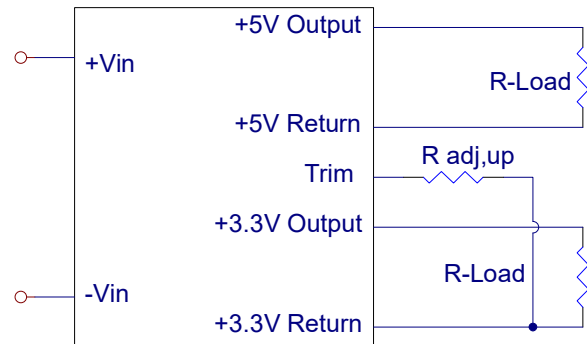 +5V Output
+Vin
R-Load
+5V Return
R adj,up
Trim
+3.3V Output
R-Load
-Vin
+3.3V Return